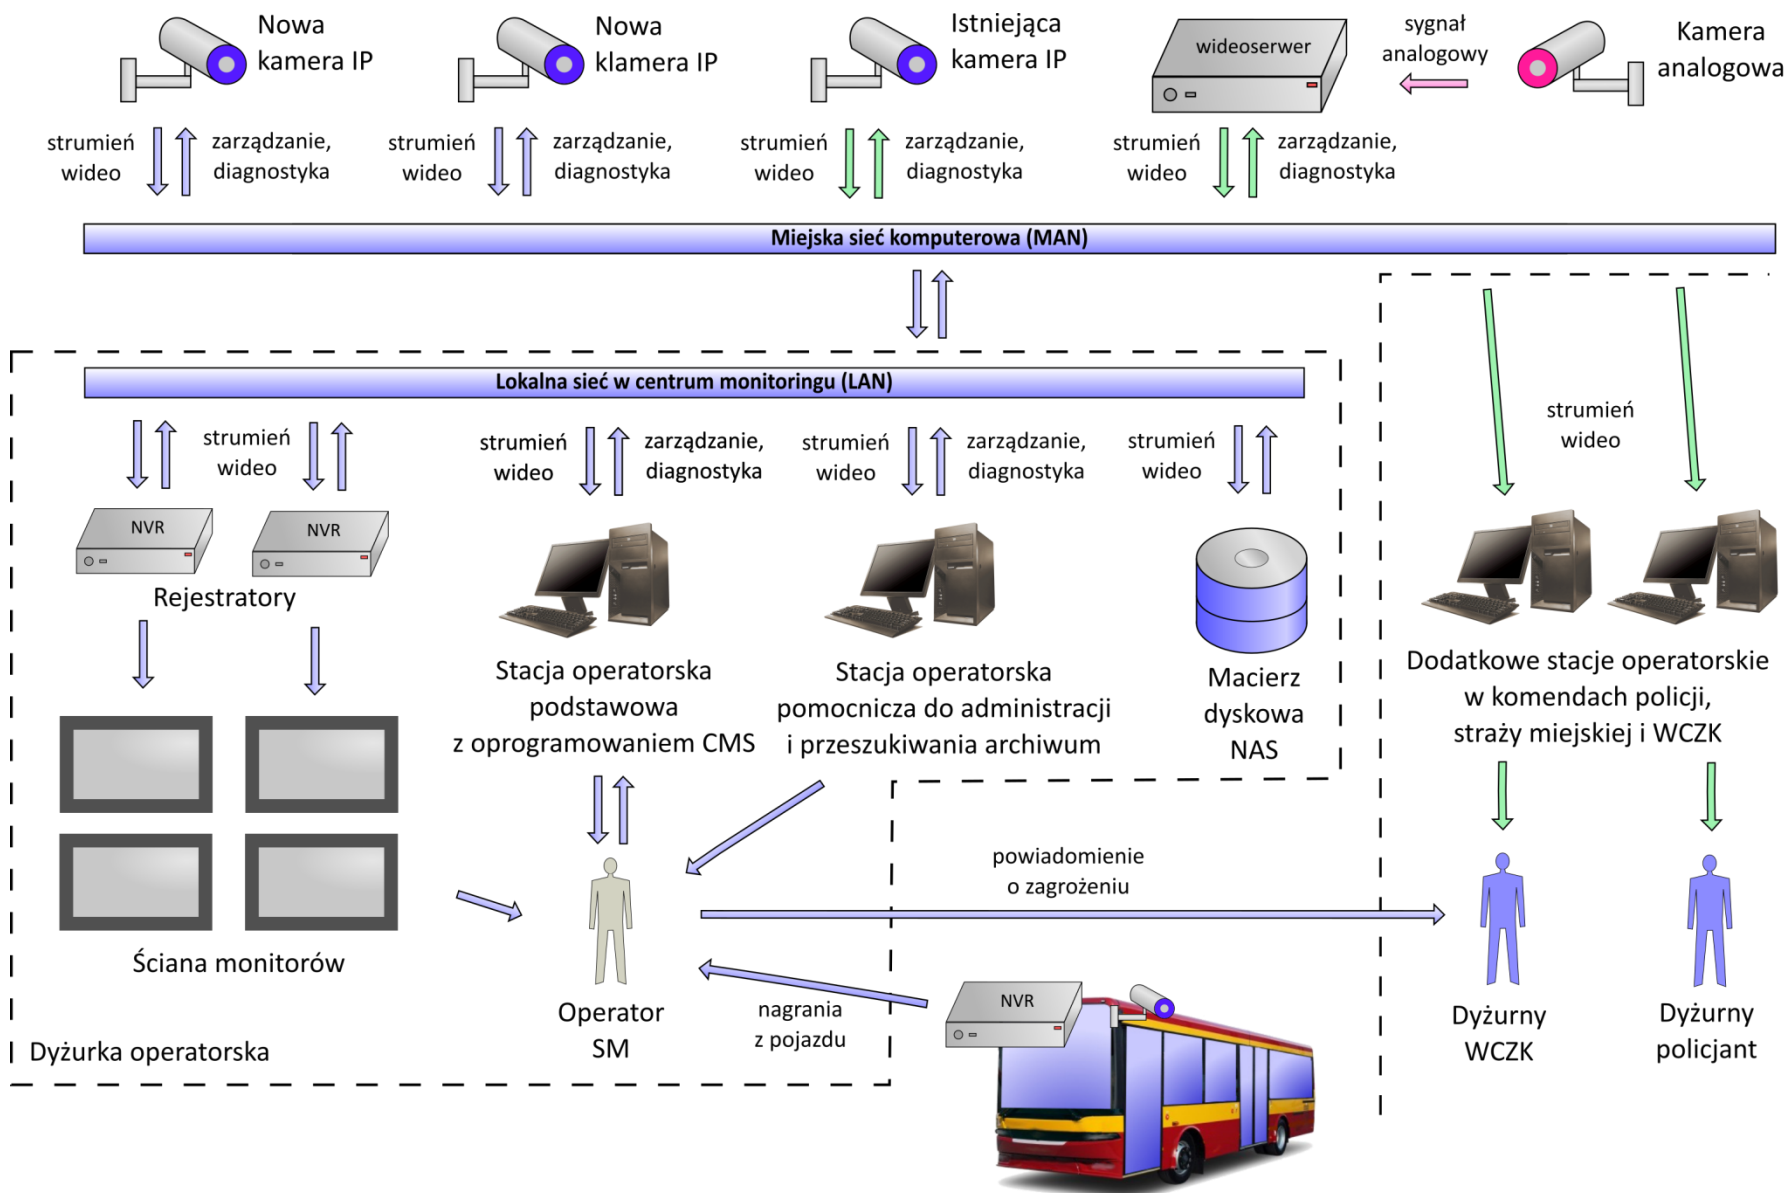 Nowa
kamera IP
Nowa
klamera IP
Istniejąca
kamera IP
wideoserwer
sygnał
analogowy
Kamera
analogowa
strumień
wideo
zarządzanie,
diagnostyka
strumień
wideo
zarządzanie,
diagnostyka
strumień
wideo
zarządzanie,
diagnostyka
strumień
wideo
zarządzanie,
diagnostyka
Miejska sieć komputerowa (MAN)
Lokalna sieć w centrum monitoringu (LAN)
strumień
wideo
strumień
wideo
zarządzanie,
diagnostyka
strumień
wideo
zarządzanie,
diagnostyka
strumień
wideo
strumień
wideo
NVR
NVR
Rejestratory
Stacja operatorska
podstawowa
z oprogramowaniem CMS
Stacja operatorska
pomocnicza do administracji
i przeszukiwania archiwum
Macierz
dyskowa
NAS
Dodatkowe stacje operatorskie
w komendach policji,
straży miejskiej i WCZK
Ściana monitorów
powiadomienie
o zagrożeniu
Operator
SM
nagrania
z pojazdu
NVR
Dyżurny
WCZK
Dyżurny
policjant
Dyżurka operatorska